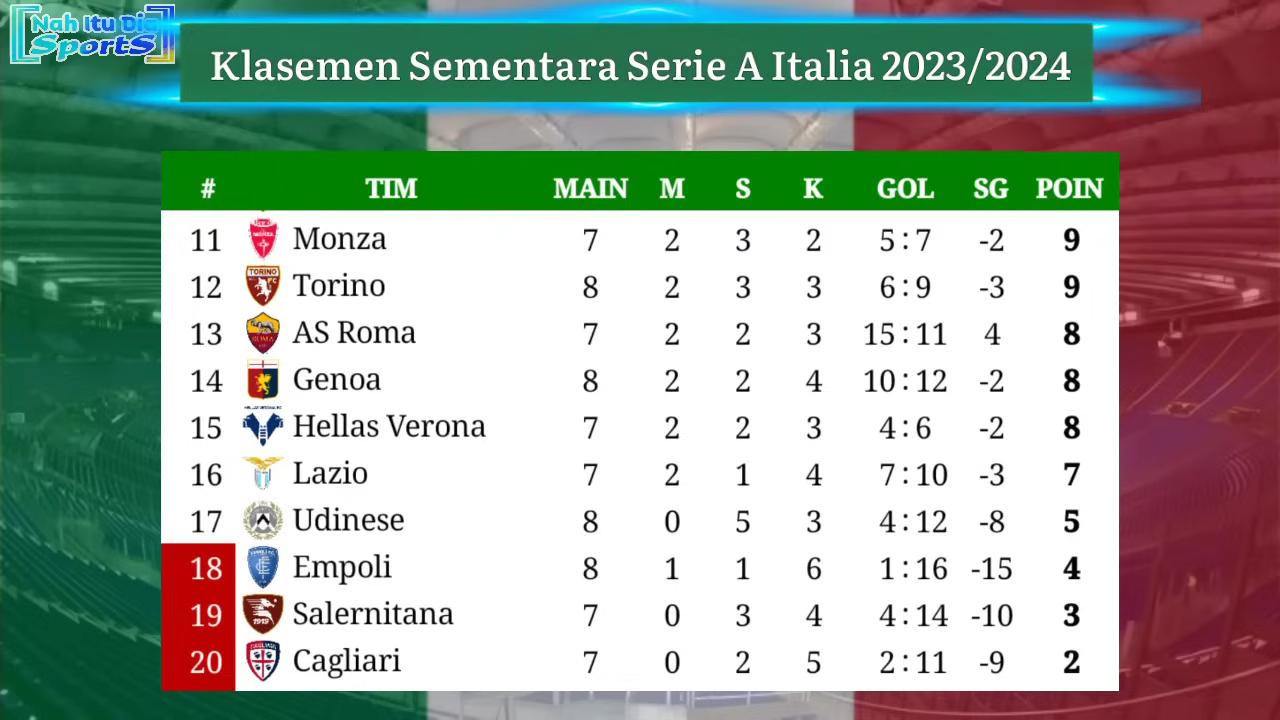 Nah Itu Dia
SportS
Klasemen Sementara Serie A Italia 2023/2024
# TIM MAIN M S K GOL SG POIN
11 Monza 7 2 3 2 5:7 -2 9
12 Torino 8 2 3 3 6:9 -3 9
13 AS Roma 7 2 2 3 15:11 4 8
14 Genoa 8 2 2 4 10:12 -2 8
15 Hellas Verona 7 2 2 3 4:6 -2 8
16 Lazio 7 2 1 4 7:10 -3 7
17 Udinese 8 0 5 3 4:12 -8 5
18 Empoli 8 1 1 6 1:16 -15 4
19 Salernitana 7 0 3 4 4:14 -10 3
20 Cagliari 7 0 2 5 2:11 -9 2